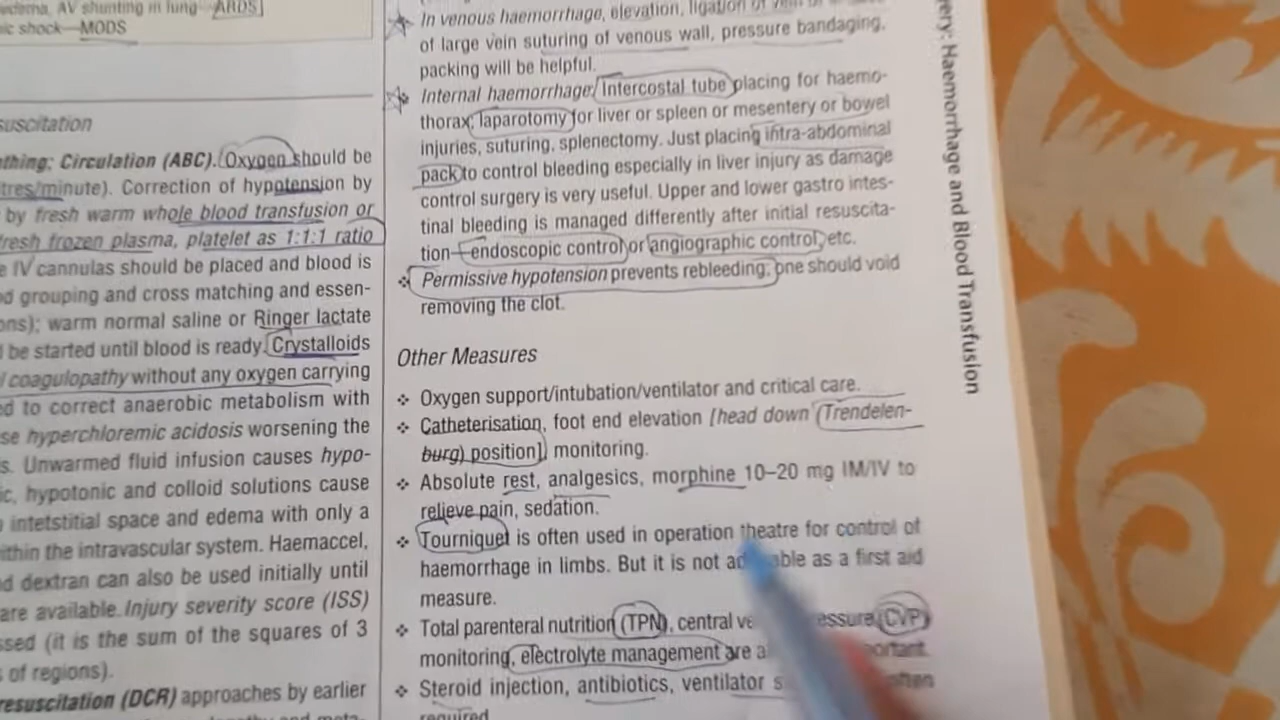 edema, AV shunting in lung—ARDS
ic shock—MODS
suscitation
thing; Circulation (ABC). Oxygen should be
tres/minute). Correction of hypotension by
by fresh warm whole blood transfusion or
fresh frozen plasma, platelet as 1:1:1 ratio
e IV cannulas should be placed and blood is
d grouping and cross matching and essen-
ons); warm normal saline or Ringer lactate
d be started until blood is ready. Crystalloids
l coagulopathy without any oxygen carrying
ed to correct anaerobic metabolism with
se hyperchloremic acidosis worsening the
s. Unwarmed fluid infusion causes hypo-
ic, hypotonic and colloid solutions cause
intetstitial space and edema with only a
within the intravascular system. Haemaccel,
d dextran can also be used initially until
are available. Injury severity score (ISS)
ssed (it is the sum of the squares of 3
s of regions).
resuscitation (DCR) approaches by earlier
In venous haemorrhage, elevation, ligation of vein or
of large vein suturing of venous wall, pressure bandaging,
packing will be helpful.
Internal haemorrhage: Intercostal tube placing for haemo-
thorax, laparotomy for liver or spleen or mesentery or bowel
injuries, suturing, splenectomy. Just placing intra-abdominal
pack to control bleeding especially in liver injury as damage
control surgery is very useful. Upper and lower gastro intes-
tinal bleeding is managed differently after initial resuscita-
tion—endoscopic control or angiographic control, etc.
❖ Permissive hypotension prevents rebleeding; one should void
removing the clot.
Other Measures
❖ Oxygen support/intubation/ventilator and critical care.
❖ Catheterisation, foot end elevation [head down (Trendelen-
burg) position], monitoring.
❖ Absolute rest, analgesics, morphine 10–20 mg IM/IV to
relieve pain, sedation.
❖ Tourniquet is often used in operation theatre for control of
haemorrhage in limbs. But it is not ad able as a first aid
measure.
❖ Total parenteral nutrition (TPN), central ve essure (CVP)
monitoring, electrolyte management are a portant.
❖ Steroid injection, antibiotics, ventilator s often
required
ery: Haemorrhage and Blood Transfusion